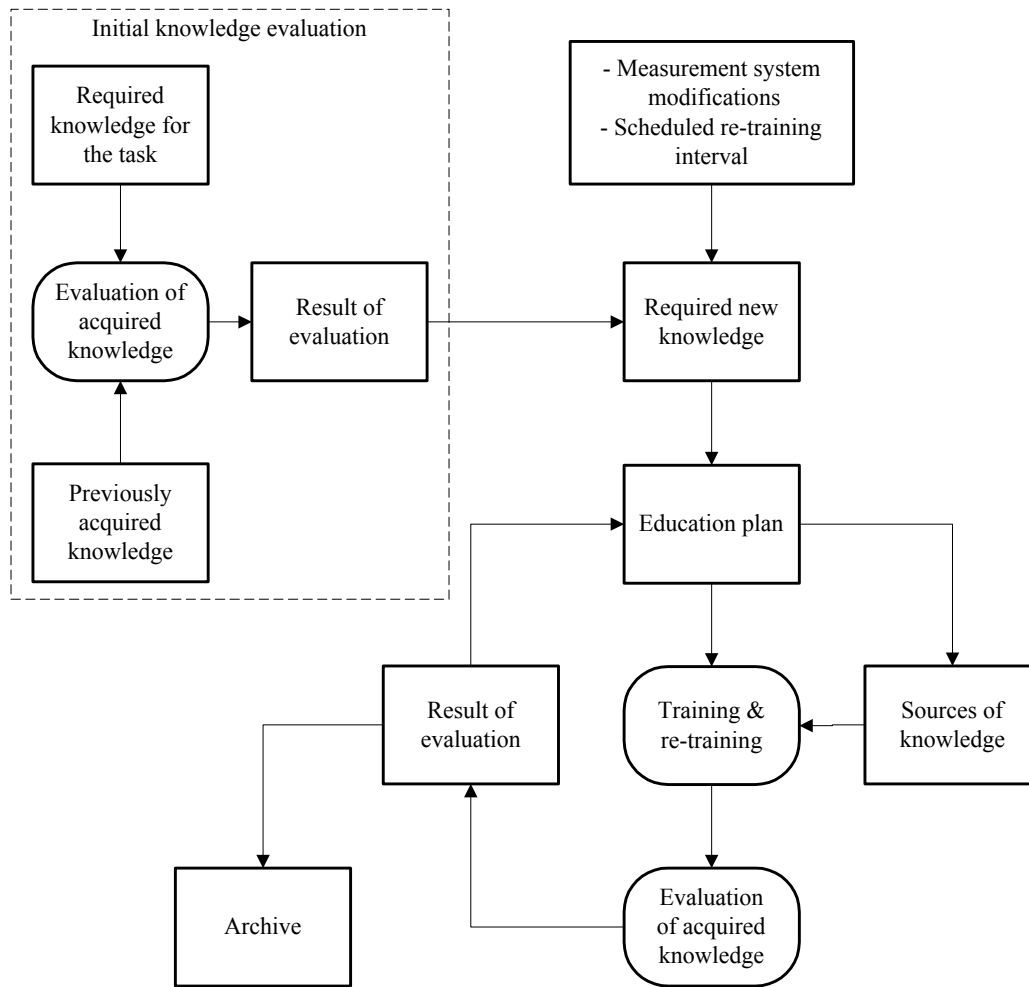 Initial knowledge evaluation
Required
knowledge for
the task
- Measurement system
modifications
- Scheduled re-training
interval
Evaluation of
acquired
knowledge
Result of
evaluation
Required new
knowledge
Previously
acquired
knowledge
Education plan
Result of
evaluation
Training &
re-training
Sources of
knowledge
Archive
Evaluation
of acquired
knowledge